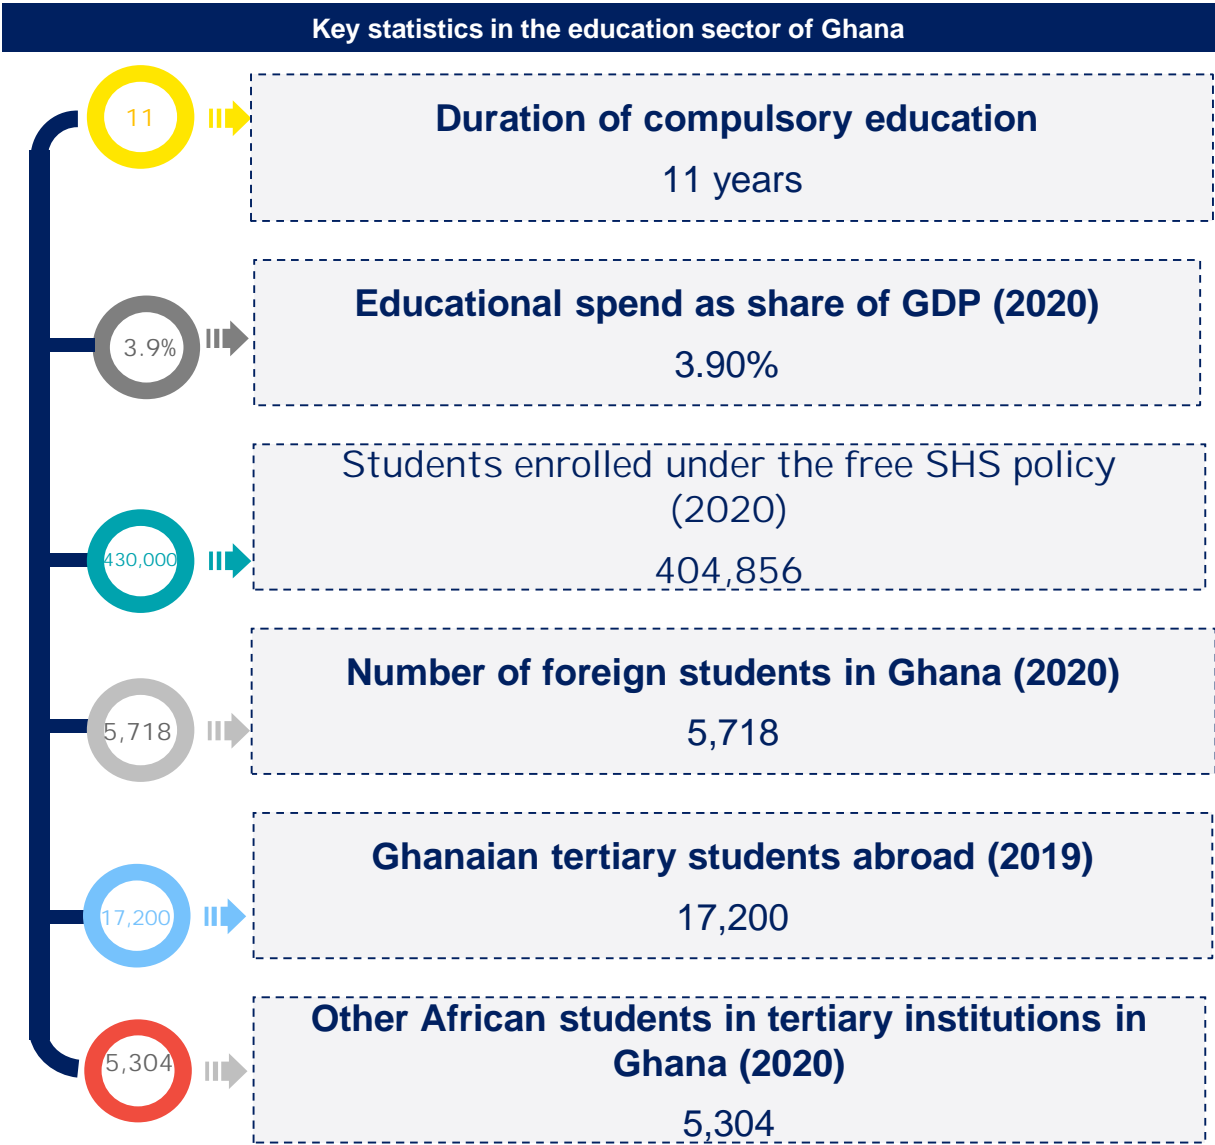 Key statistics in the education sector of Ghana
11
Duration of compulsory education
11 years
3.9%
Educational spend as share of GDP (2020)
3.90%
430,000
Students enrolled under the free SHS policy
(2020)
404,856
5,718
Number of foreign students in Ghana (2020)
5,718
17,200
Ghanaian tertiary students abroad (2019)
17,200
5,304
Other African students in tertiary institutions in
Ghana (2020)
5,304